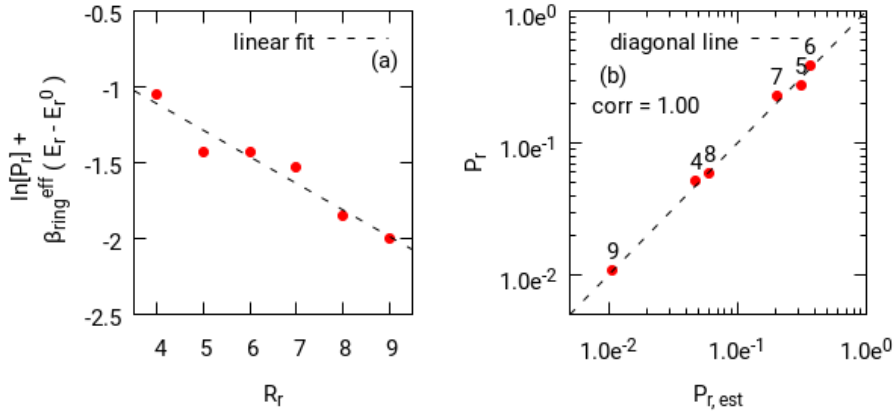 -0.5
-1
-1.5
-2
-2.5
ln[Pᵣ] +
βᵣᵢₙg^eff ( Eᵣ - Eᵣ⁰ )
linear fit
(a)
4 5 6 7 8 9
Rᵣ
1.0e⁰
1.0e⁻¹
1.0e⁻²
Pᵣ
diagonal line
(b)
corr = 1.00
6
7 5
4 8
9
1.0e⁻² 1.0e⁻¹ 1.0e⁰
Pᵣ, est